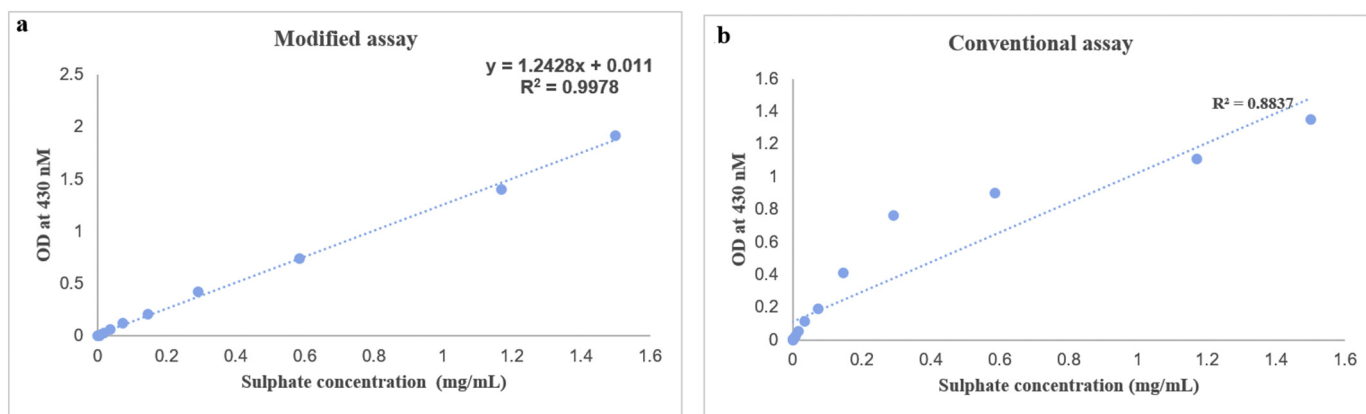 a
Modified assay
y = 1.2428x + 0.011
R² = 0.9978
2.5
2
1.5
1
0.5
0
0 0.2 0.4 0.6 0.8 1 1.2 1.4 1.6
OD at 430 nM
Sulphate concentration (mg/mL)
b
Conventional assay
R² = 0.8837
1.6
1.4
1.2
1
0.8
0.6
0.4
0.2
0
0 0.2 0.4 0.6 0.8 1 1.2 1.4 1.6
OD at 430 nM
Sulphate concentration (mg/mL)